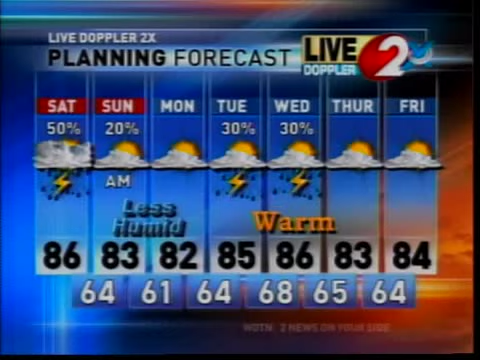 LIVE DOPPLER 2X
PLANNING FORECAST
LIVE
DOPPLER
2
SAT SUN MON TUE WED THUR FRI
50% 20% 30% 30%
AM
Less
Humid
Warm
86 83 82 85 86 83 84
64 61 64 68 65 64
WDTN 2 NEWS ON YOUR SIDE